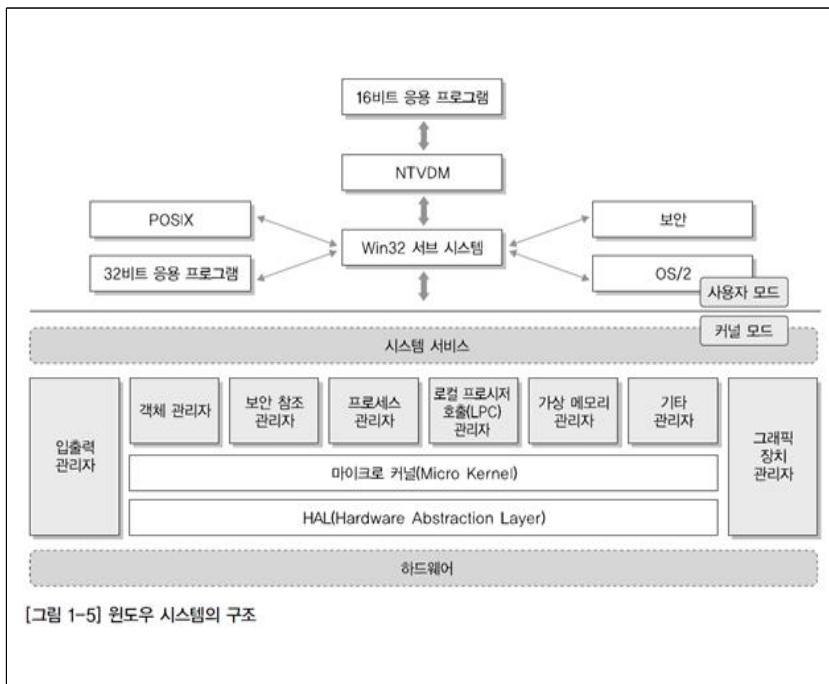 16비트 응용 프로그램
NTVDM
POSIX
Win32 서브 시스템
보안
32비트 응용 프로그램
OS/2
사용자 모드
커널 모드
시스템 서비스
입출력
관리자
객체 관리자
보안 참조
관리자
프로세스
관리자
로컬 프로시저
호출(LPC)
관리자
가상 메모리
관리자
기타
관리자
그래픽
장치
관리자
마이크로 커널(Micro Kernel)
HAL(Hardware Abstraction Layer)
하드웨어
[그림 1-5] 윈도우 시스템의 구조